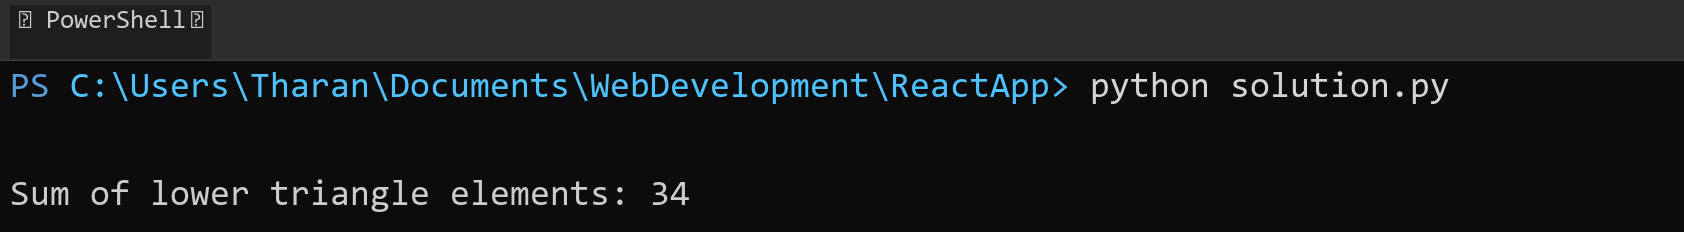 PowerShell
PS C:\Users\Tharan\Documents\WebDevelopment\ReactApp> python solution.py
Sum of lower triangle elements: 34